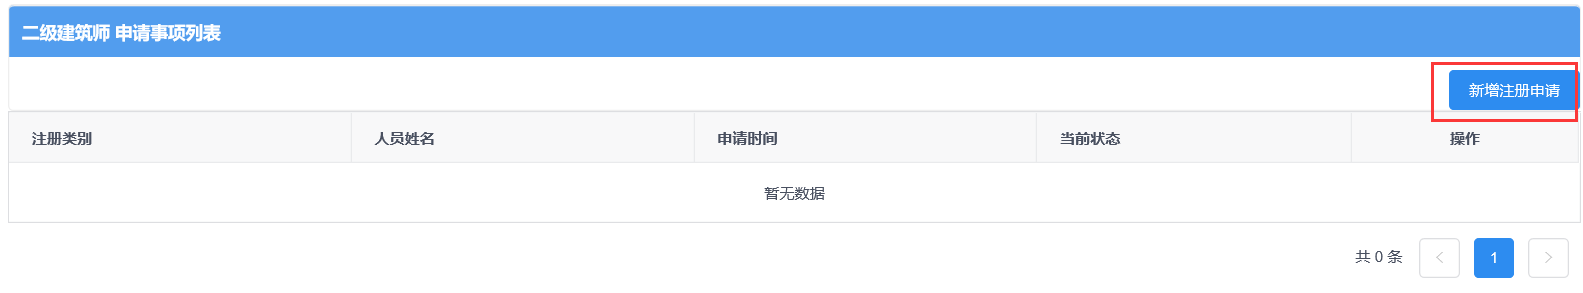 二级建筑师 申请事项列表
新增注册申请
注册类别 人员姓名 申请时间 当前状态 操作
暂无数据
共 0 条 1